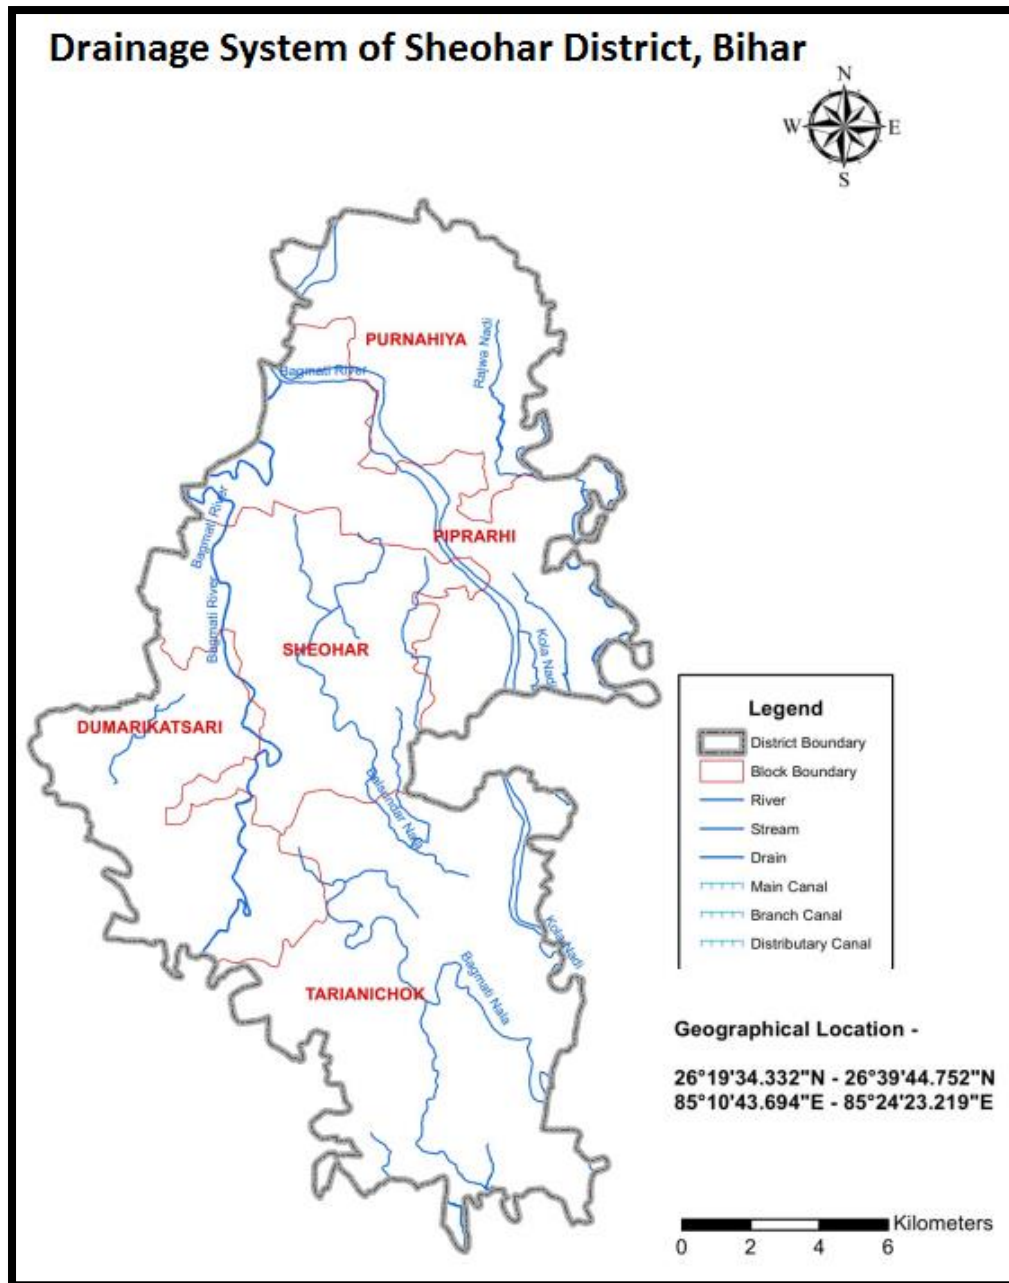 Drainage System of Sheohar District, Bihar
N
W
E
S
PURNAHIYA
Rajwa Nadi
Bagmati River
Bagmati River
PIPRARHI
Bagmati River
SHEOHAR
Kola Nadi
DUMARIKATSARI
Belsundar Nadi
Kola Nadi
Bagmati Nala
TARIANICHOK
Legend
District Boundary
Block Boundary
River
Stream
Drain
Main Canal
Branch Canal
Distributary Canal
Geographical Location -
26°19'34.332"N - 26°39'44.752"N
85°10'43.694"E - 85°24'23.219"E
Kilometers
0 2 4 6